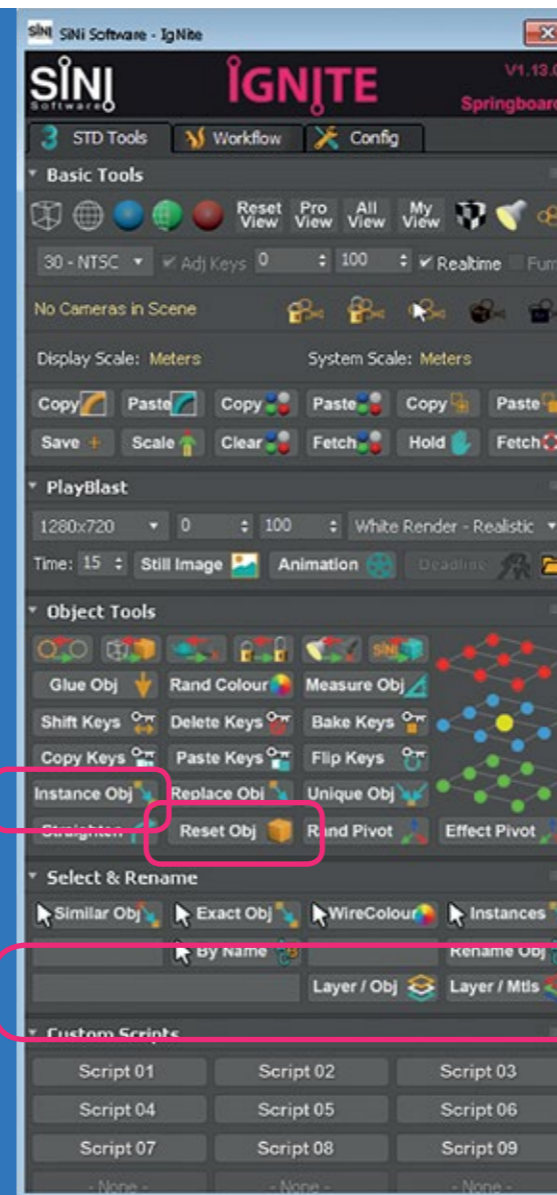 SiNi SiNi Software - IgNite
SiNi IGNITE V1.13.0
Software Springboard
3 STD Tools Workflow Config
Basic Tools
Reset View Pro View All View My View
30 - NTSC Adj Keys 0 100 Realtime
No Cameras in Scene
Display Scale: Meters System Scale: Meters
Copy Paste Copy Paste Copy Paste
Save Scale Clear Fetch Hold Fetch
PlayBlast
1280x720 0 100 White Render - Realistic
Time: 15 Still Image Animation Deadline
Object Tools
SiNi
Glue Obj Rand Colour Measure Obj
Shift Keys Delete Keys Bake Keys
Copy Keys Paste Keys Flip Keys
Instance Obj Replace Obj Unique Obj
Straighten Reset Obj Rand Pivot Effect Pivot
Select & Rename
Similar Obj Exact Obj WireColour Instances
By Name Rename Obj
Layer / Obj Layer / Mtls
Custom Scripts
Script 01 Script 02 Script 03
Script 04 Script 05 Script 06
Script 07 Script 08 Script 09
- None - - None - - None -